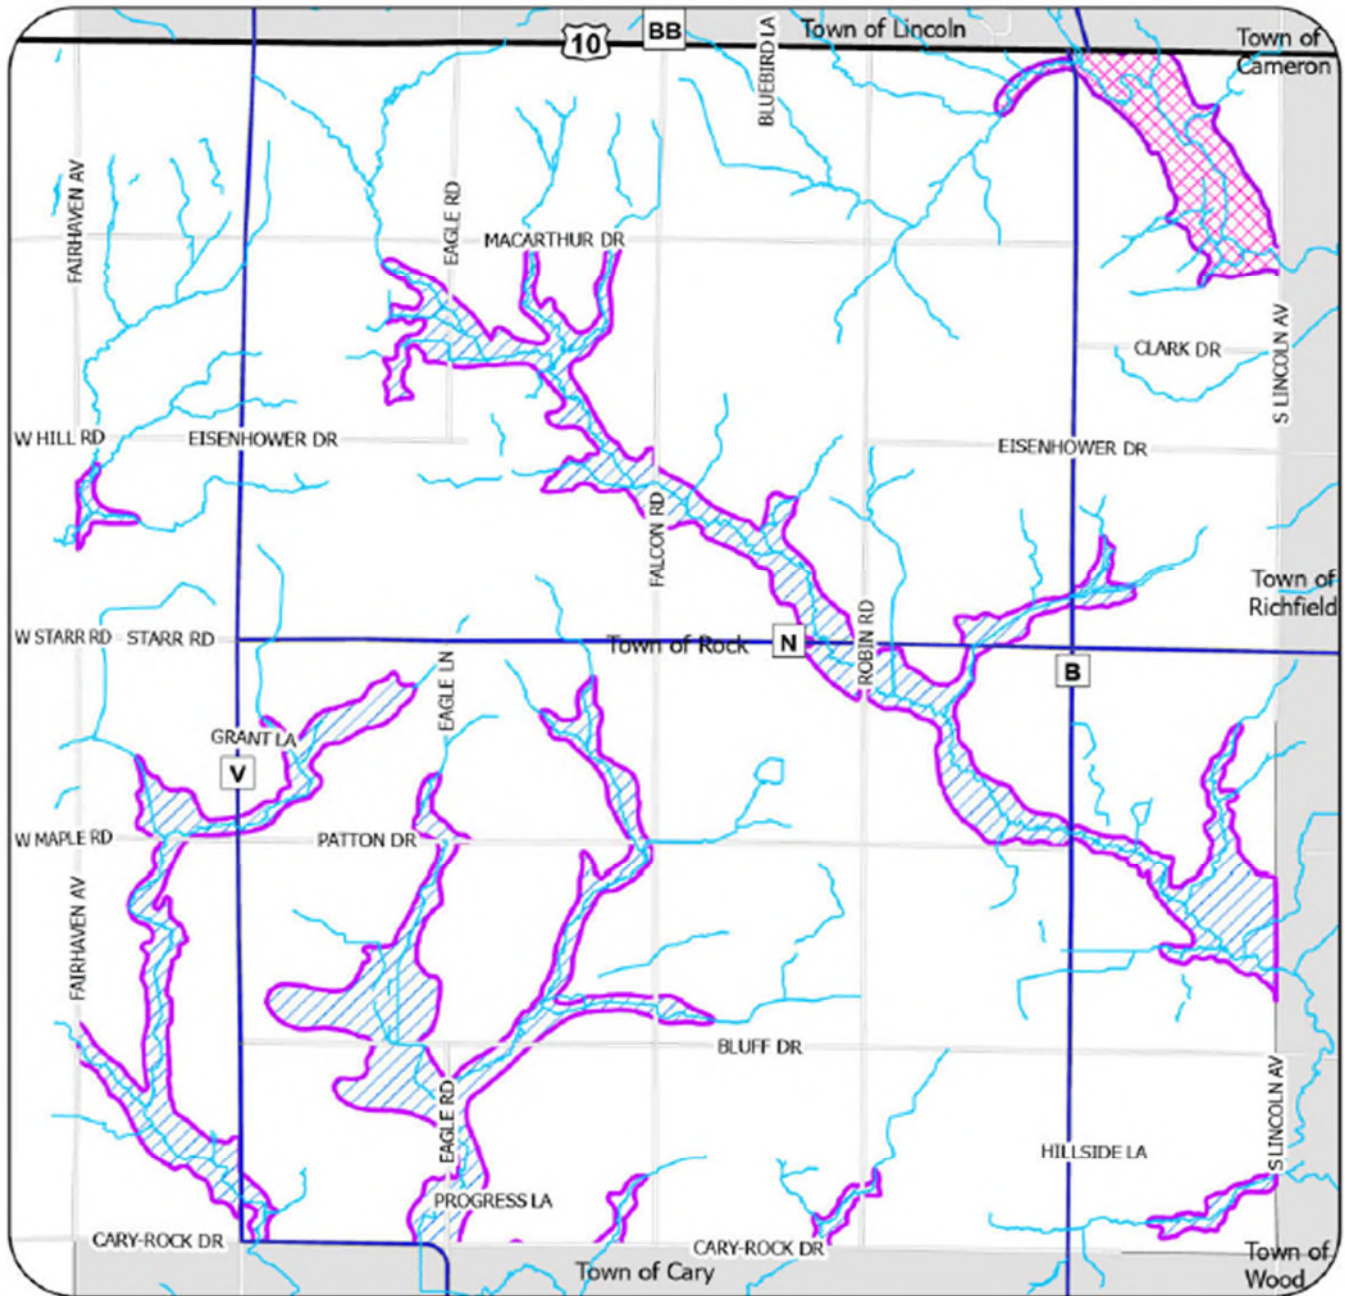 10
BB
BLUEBIRD LA
Town of Lincoln
Town of
Cameron
FAIRHAVEN AV
EAGLE RD
MACARTHUR DR
CLARK DR
S LINCOLN AV
W HILL RD
EISENHOWER DR
EISENHOWER DR
FALCON RD
Town of
Richfield
W STARR RD
STARR RD
Town of Rock
N
ROBIN RD
B
EAGLE LN
GRANT LA
V
W MAPLE RD
PATTON DR
FAIRHAVEN AV
BLUFF DR
EAGLE RD
HILLSIDE LA
S LINCOLN AV
PROGRESS LA
CARY-ROCK DR
CARY-ROCK DR
Town of Cary
Town of
Wood